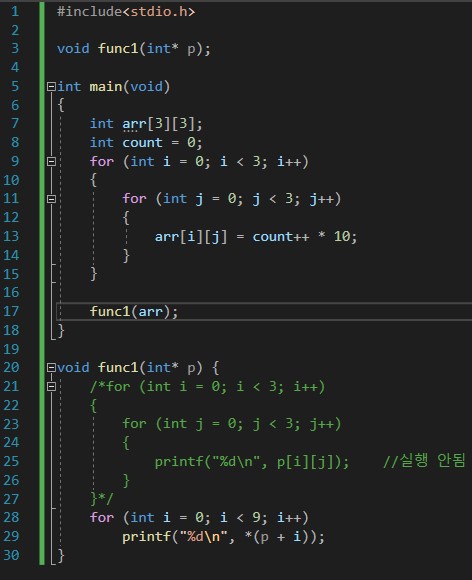 1 #include<stdio.h>
2
3 void func1(int* p);
4
5 int main(void)
6 {
7     int arr[3][3];
8     int count = 0;
9     for (int i = 0; i < 3; i++)
10     {
11         for (int j = 0; j < 3; j++)
12         {
13             arr[i][j] = count++ * 10;
14         }
15     }
16
17     func1(arr);
18 }
19
20 void func1(int* p) {
21     /*for (int i = 0; i < 3; i++)
22     {
23         for (int j = 0; j < 3; j++)
24         {
25             printf("%d\n", p[i][j]);    //실행 안됨
26         }
27     }*/
28     for (int i = 0; i < 9; i++)
29         printf("%d\n", *(p + i));
30 }